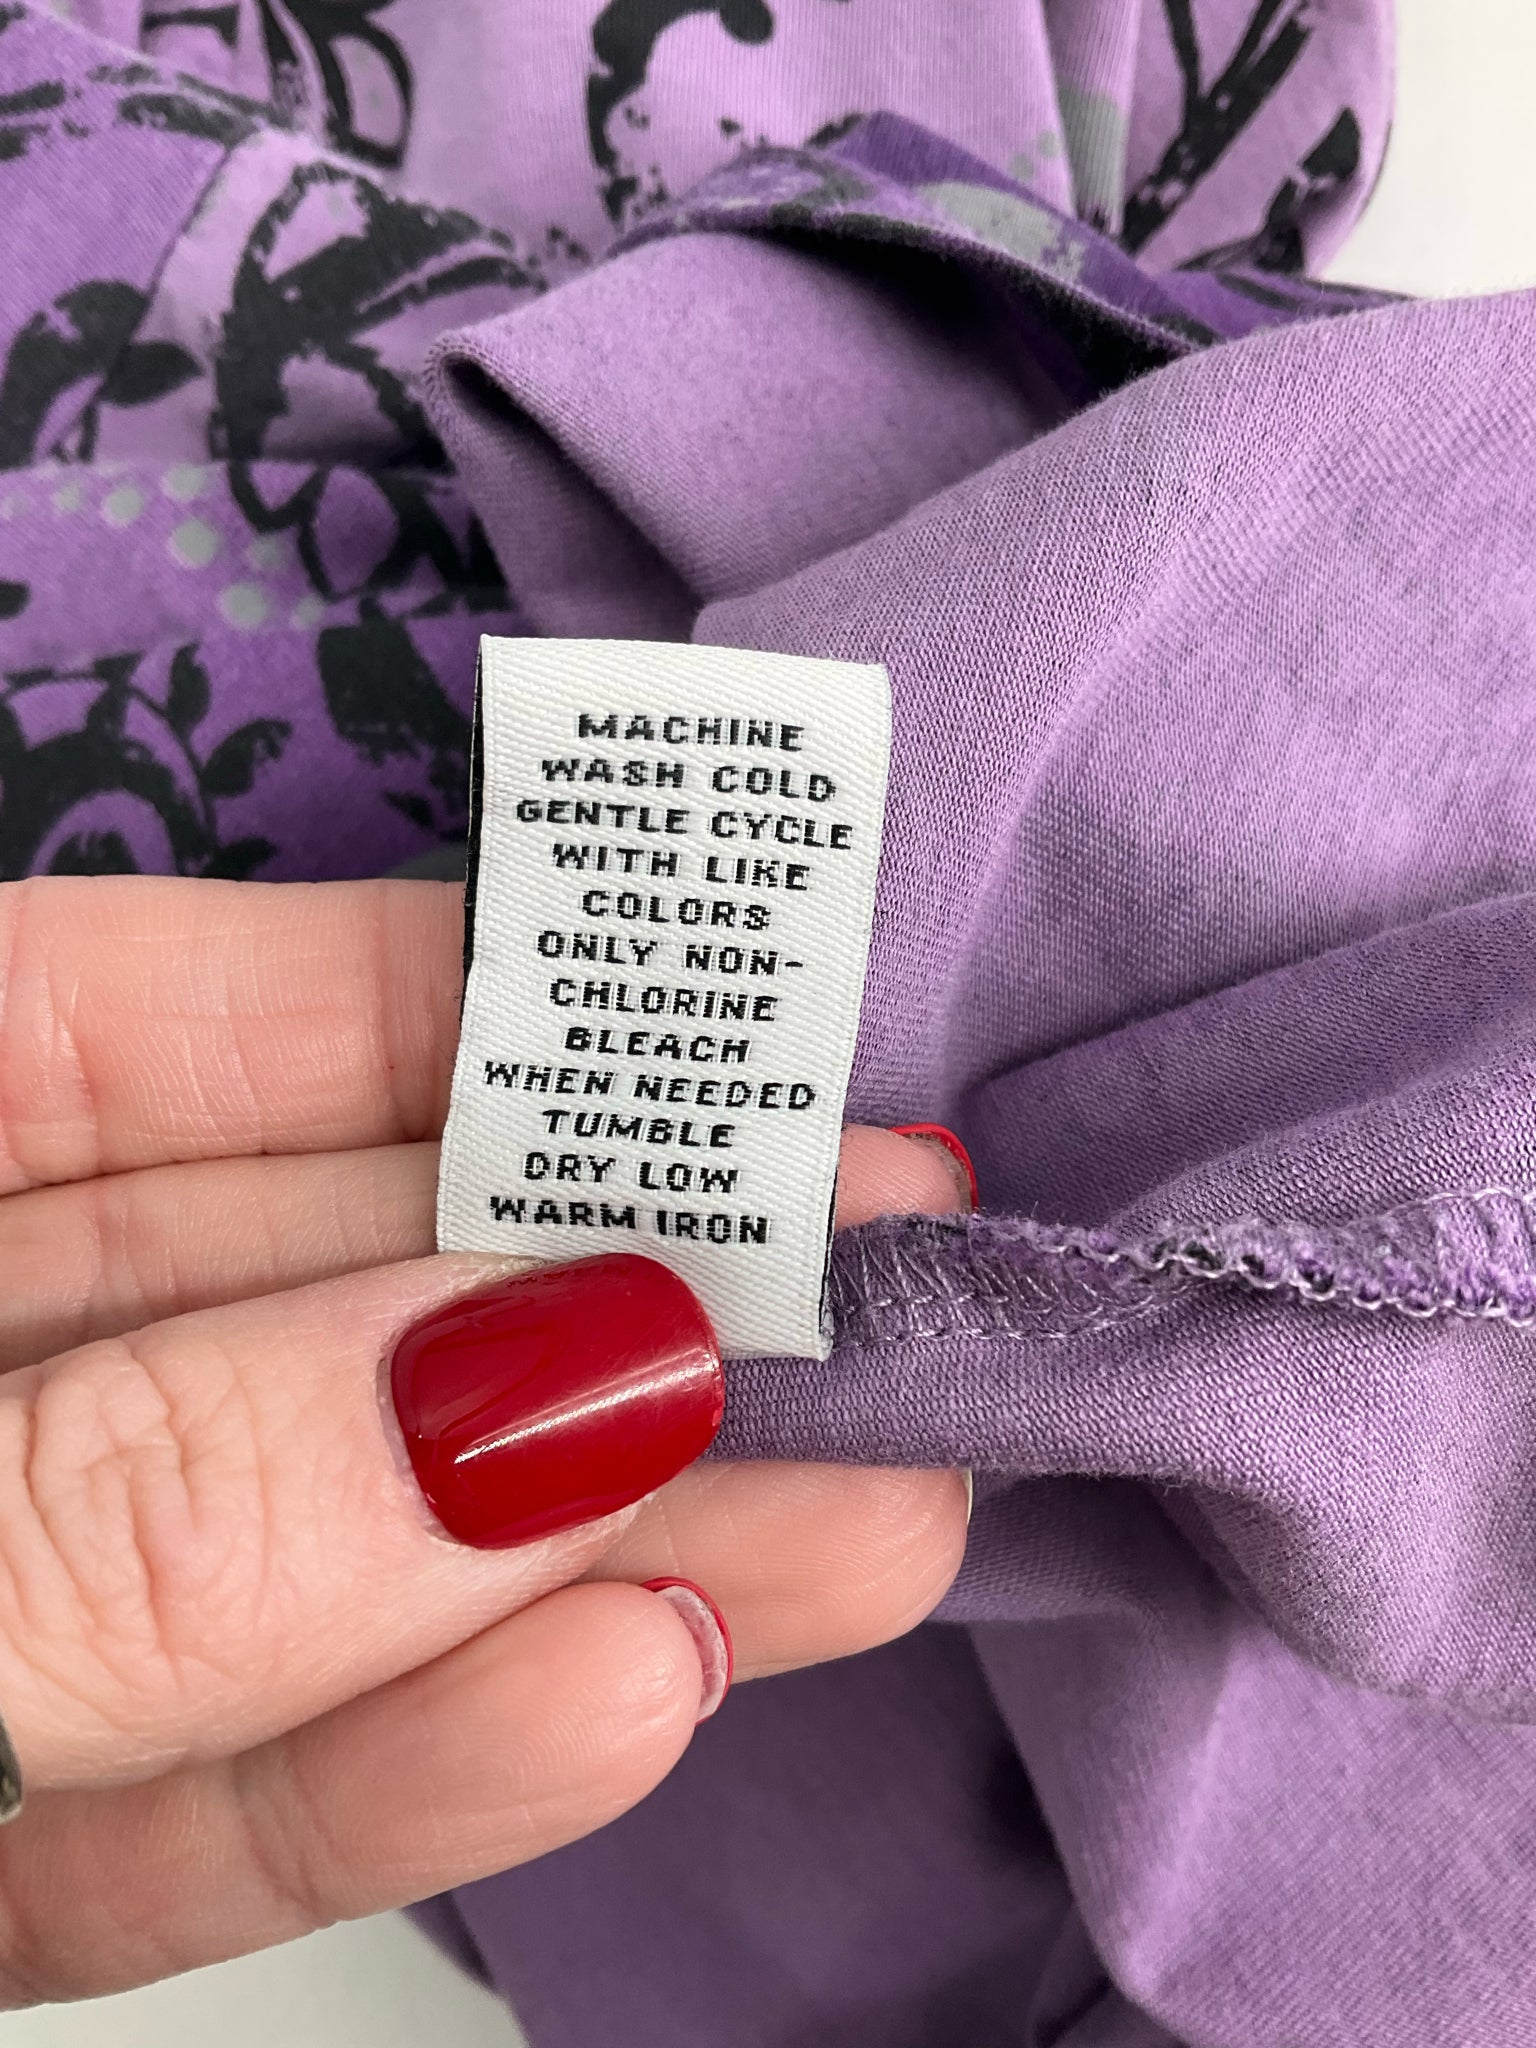 MACHINE
WASH COLD
GENTLE CYCLE
WITH LIKE
COLORS
ONLY NON-
CHLORINE
BLEACH
WHEN NEEDED
TUMBLE
DRY LOW
WARM IRON